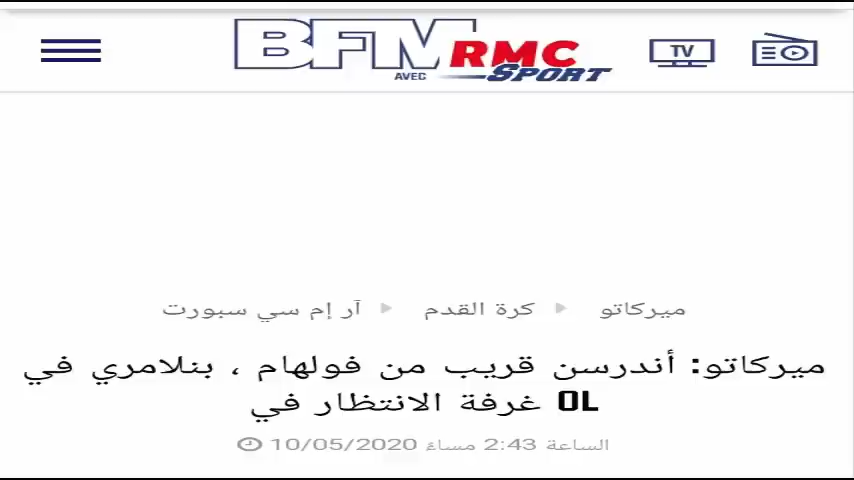 BFM
AVEC RMC SPORT
TV
آر إم سي سبورت ▸ كرة القدم ▸ ميركاتو
ميركاتو: أندرسن قريب من فولهام ، بنلامري في
OL غرفة الانتظار في
الساعة 2:43 مساءً 10/05/2020